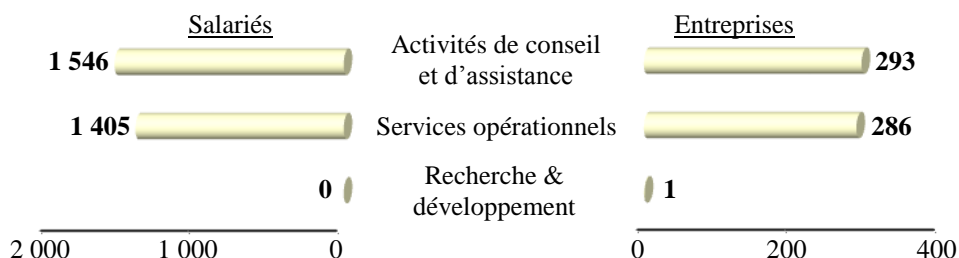 Salariés
Entreprises
1 546
Activités de conseil
et d’assistance
293
1 405
Services opérationnels
286
0
Recherche &
développement
1
2 000 1 000 0
0 200 400